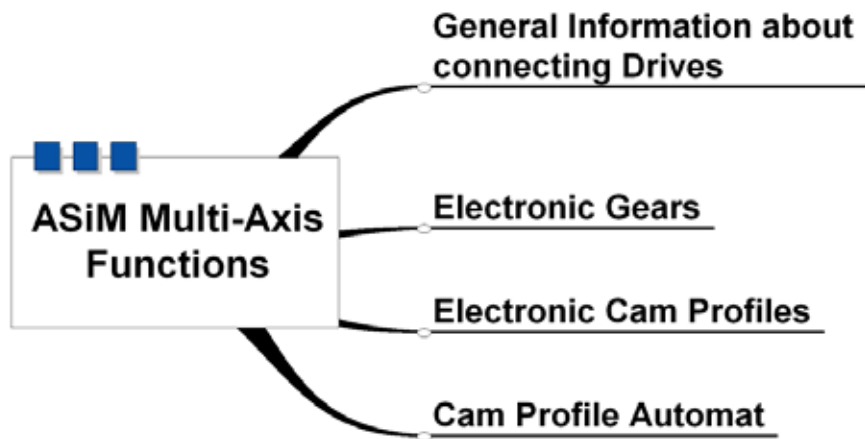 General Information about
connecting Drives
ASiM Multi-Axis
Functions
Electronic Gears
Electronic Cam Profiles
Cam Profile Automat